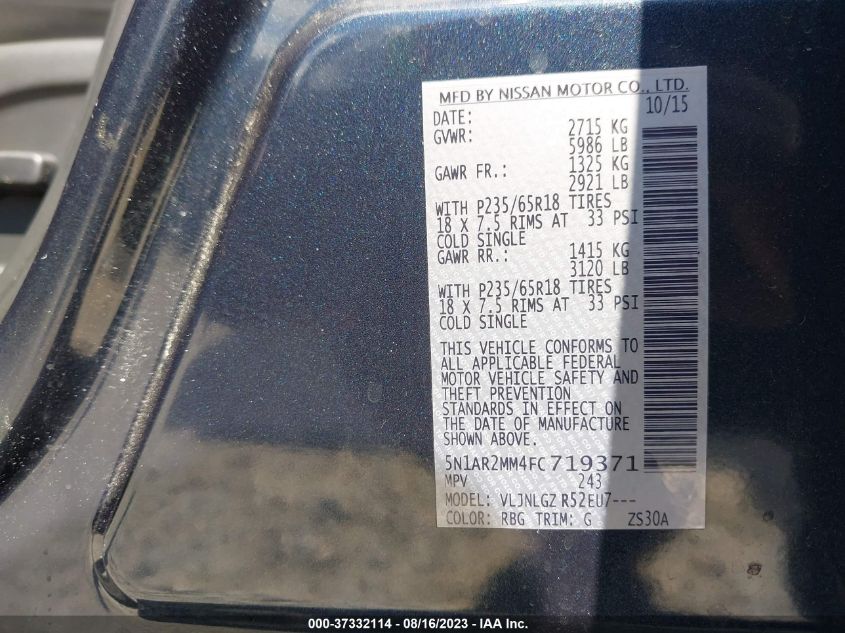 MFD BY NISSAN MOTOR CO., LTD.
DATE: 10/15
GVWR: 2715 KG
5986 LB
GAWR FR.: 1325 KG
2921 LB
WITH P235/65R18 TIRES
18 X 7.5 RIMS AT 33 PSI
COLD SINGLE
GAWR RR.: 1415 KG
3120 LB
WITH P235/65R18 TIRES
18 X 7.5 RIMS AT 33 PSI
COLD SINGLE
THIS VEHICLE CONFORMS TO
ALL APPLICABLE FEDERAL
MOTOR VEHICLE SAFETY AND
THEFT PREVENTION
STANDARDS IN EFFECT ON
THE DATE OF MANUFACTURE
SHOWN ABOVE.
5N1AR2MM4FC719371
MPV 243
MODEL: VLJNLGZ R52EU7---
COLOR: RBG TRIM: G ZS30A
000-37332114 - 08/16/2023 - IAA Inc.